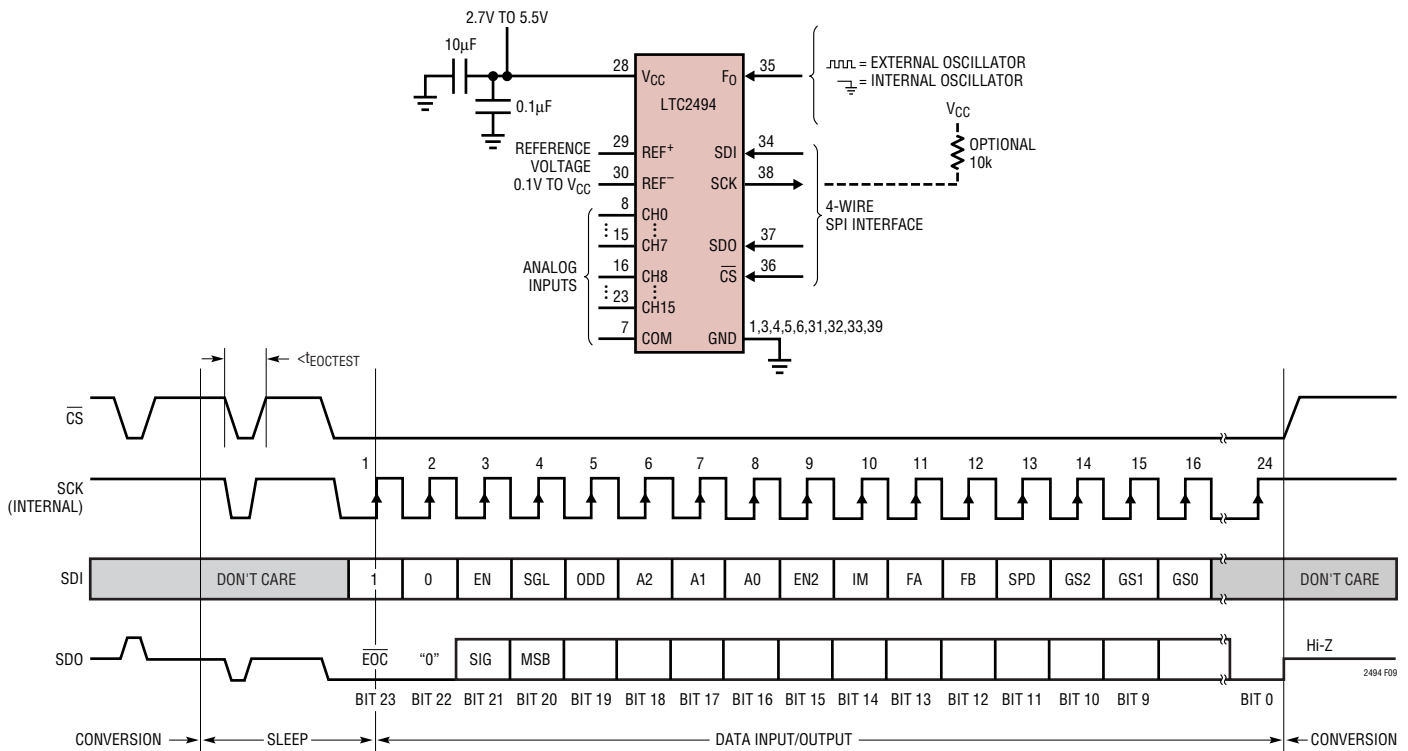 2.7V TO 5.5V
10µF
0.1µF
28 VCC
FO 35
LTC2494
= EXTERNAL OSCILLATOR
= INTERNAL OSCILLATOR
VCC
OPTIONAL
10k
REFERENCE
VOLTAGE
0.1V TO VCC
29 REF+
30 REF−
SDI 34
SCK 38
SDO 37
CS 36
4-WIRE
SPI INTERFACE
ANALOG
INPUTS
8 CH0
15 CH7
16 CH8
23 CH15
7 COM
GND 1,3,4,5,6,31,32,33,39
<tEOCTEST
CS
SCK
(INTERNAL)
1 2 3 4 5 6 7 8 9 10 11 12 13 14 15 16 24
SDI DON'T CARE 1 0 EN SGL ODD A2 A1 A0 EN2 IM FA FB SPD GS2 GS1 GS0 DON'T CARE
SDO EOC “0” SIG MSB Hi-Z
2494 F09
BIT 23 BIT 22 BIT 21 BIT 20 BIT 19 BIT 18 BIT 17 BIT 16 BIT 15 BIT 14 BIT 13 BIT 12 BIT 11 BIT 10 BIT 9 BIT 0
CONVERSION SLEEP DATA INPUT/OUTPUT CONVERSION